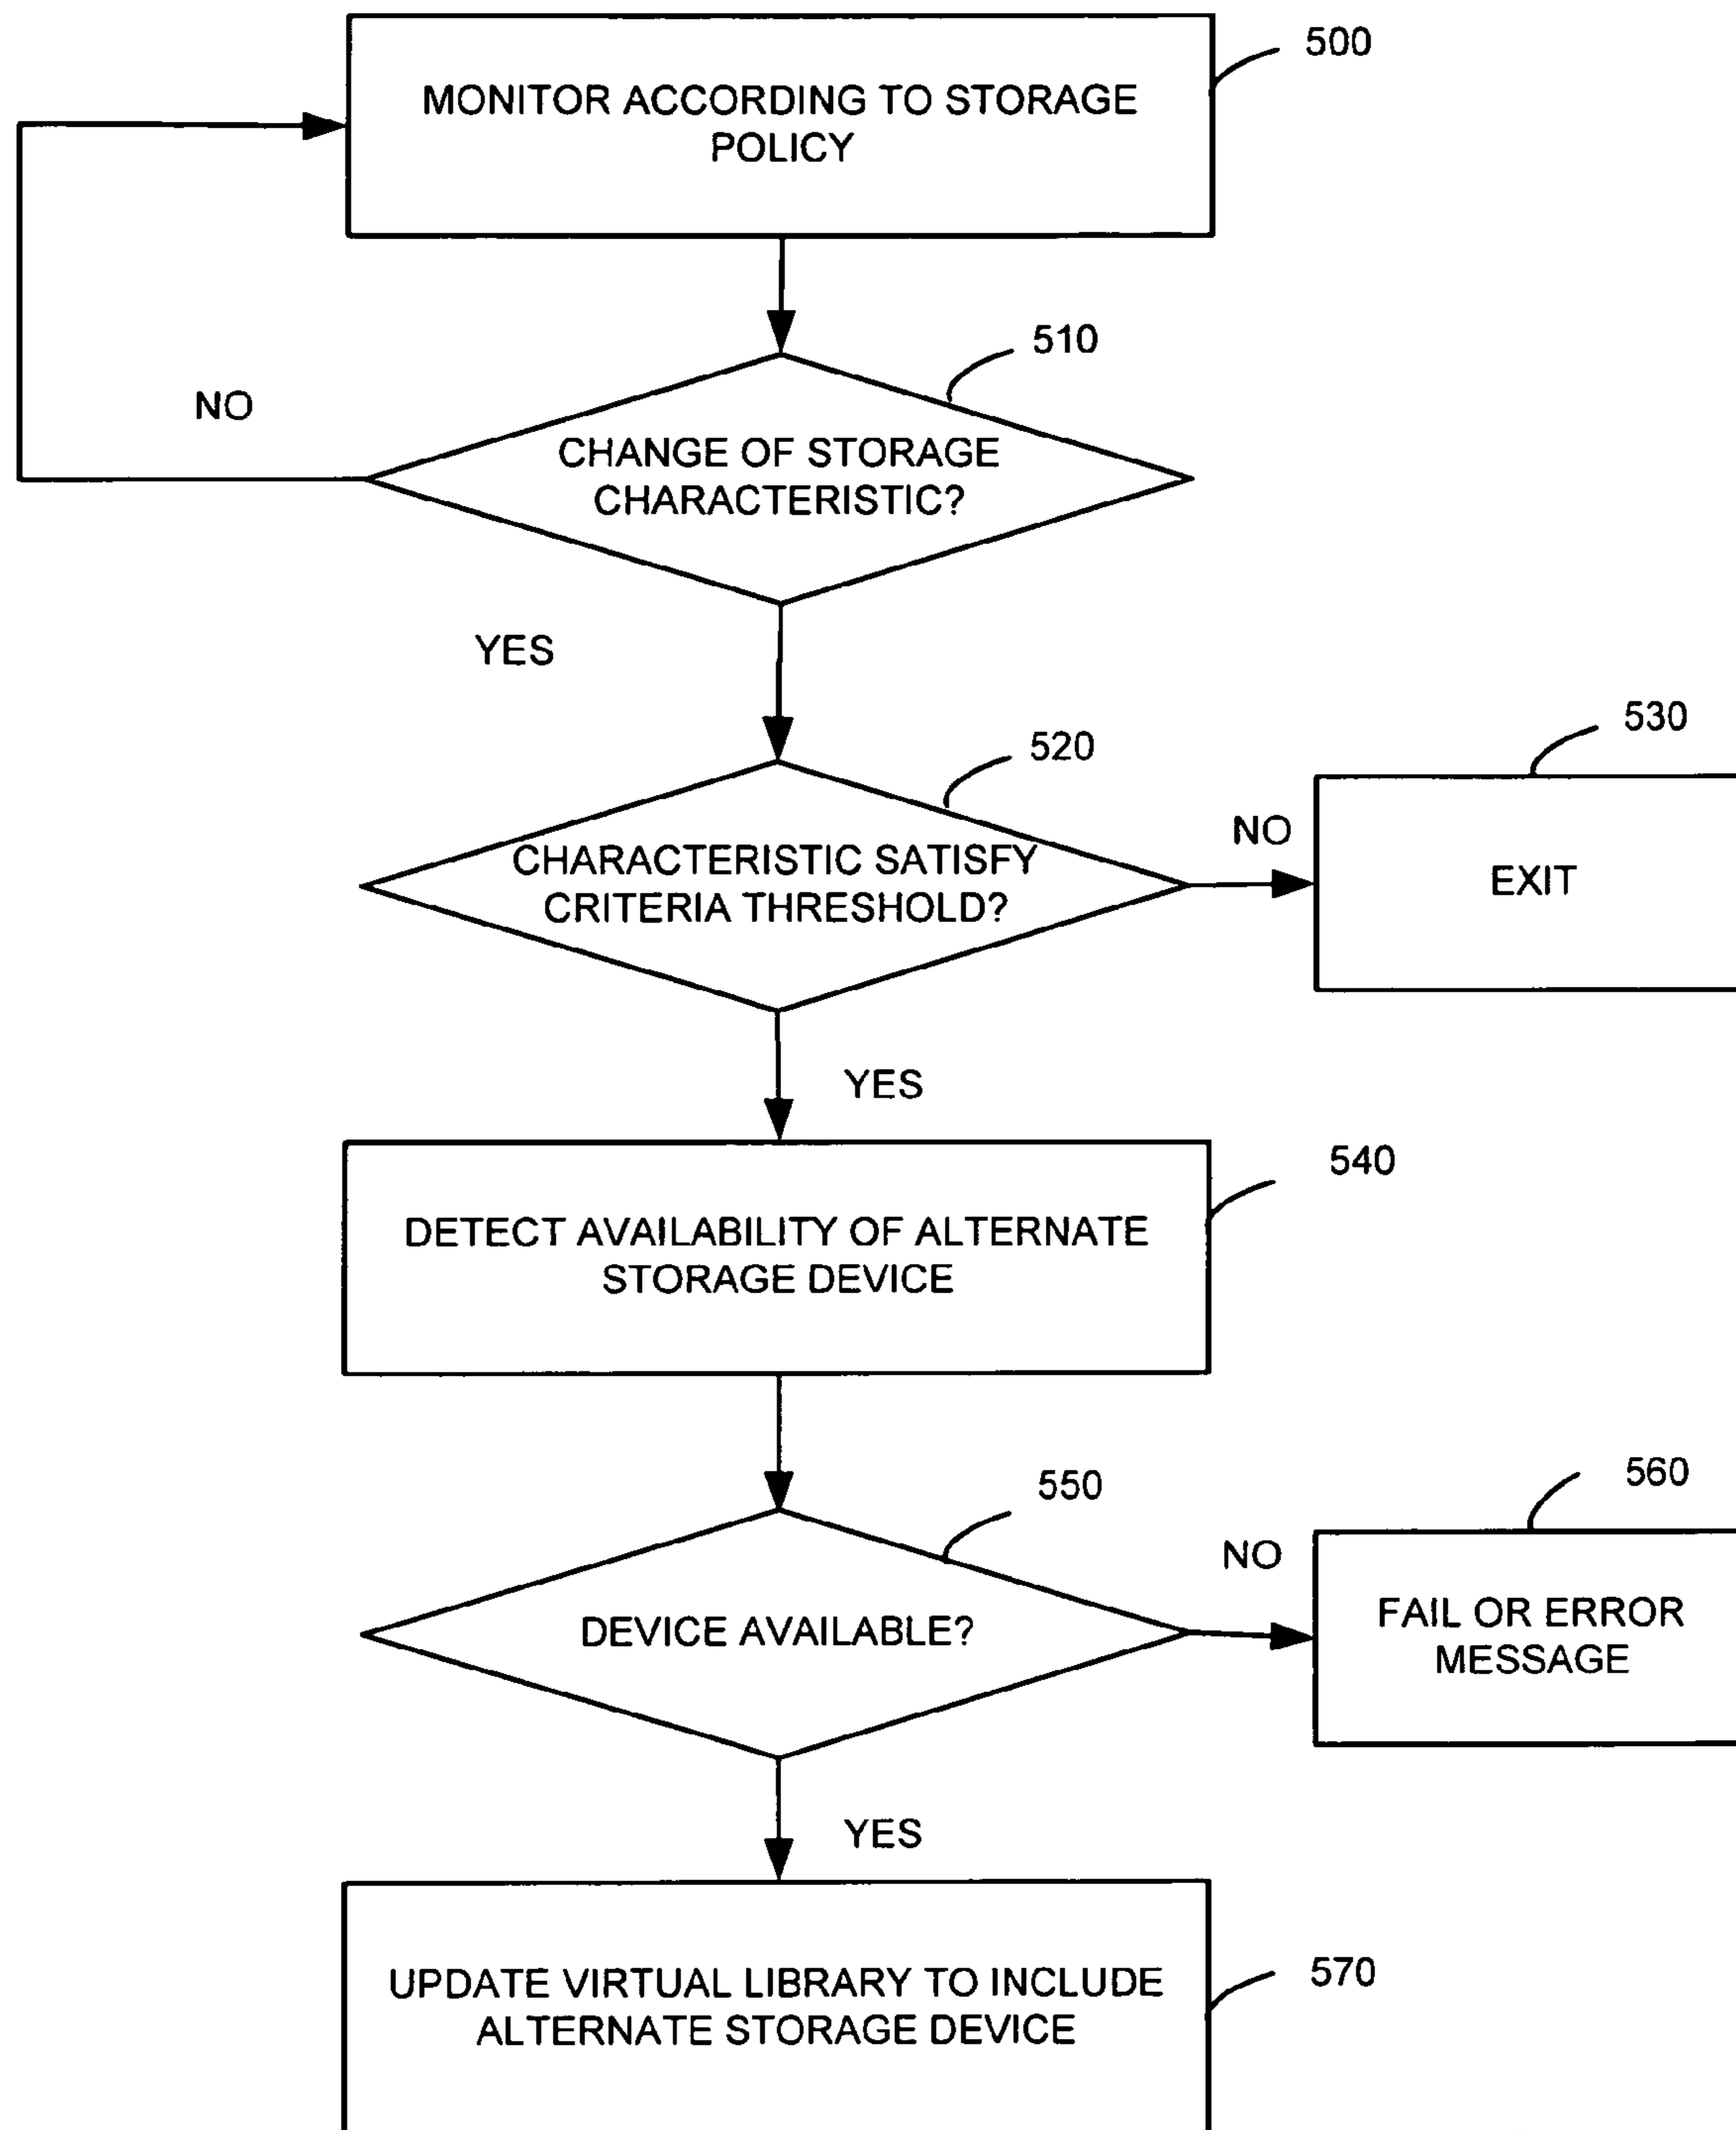 500
MONITOR ACCORDING TO STORAGE
POLICY
510
NO
CHANGE OF STORAGE
CHARACTERISTIC?
YES
520
530
CHARACTERISTIC SATISFY
CRITERIA THRESHOLD?
NO
EXIT
YES
540
DETECT AVAILABILITY OF ALTERNATE
STORAGE DEVICE
550
560
DEVICE AVAILABLE?
NO
FAIL OR ERROR
MESSAGE
YES
570
UPDATE VIRTUAL LIBRARY TO INCLUDE
ALTERNATE STORAGE DEVICE